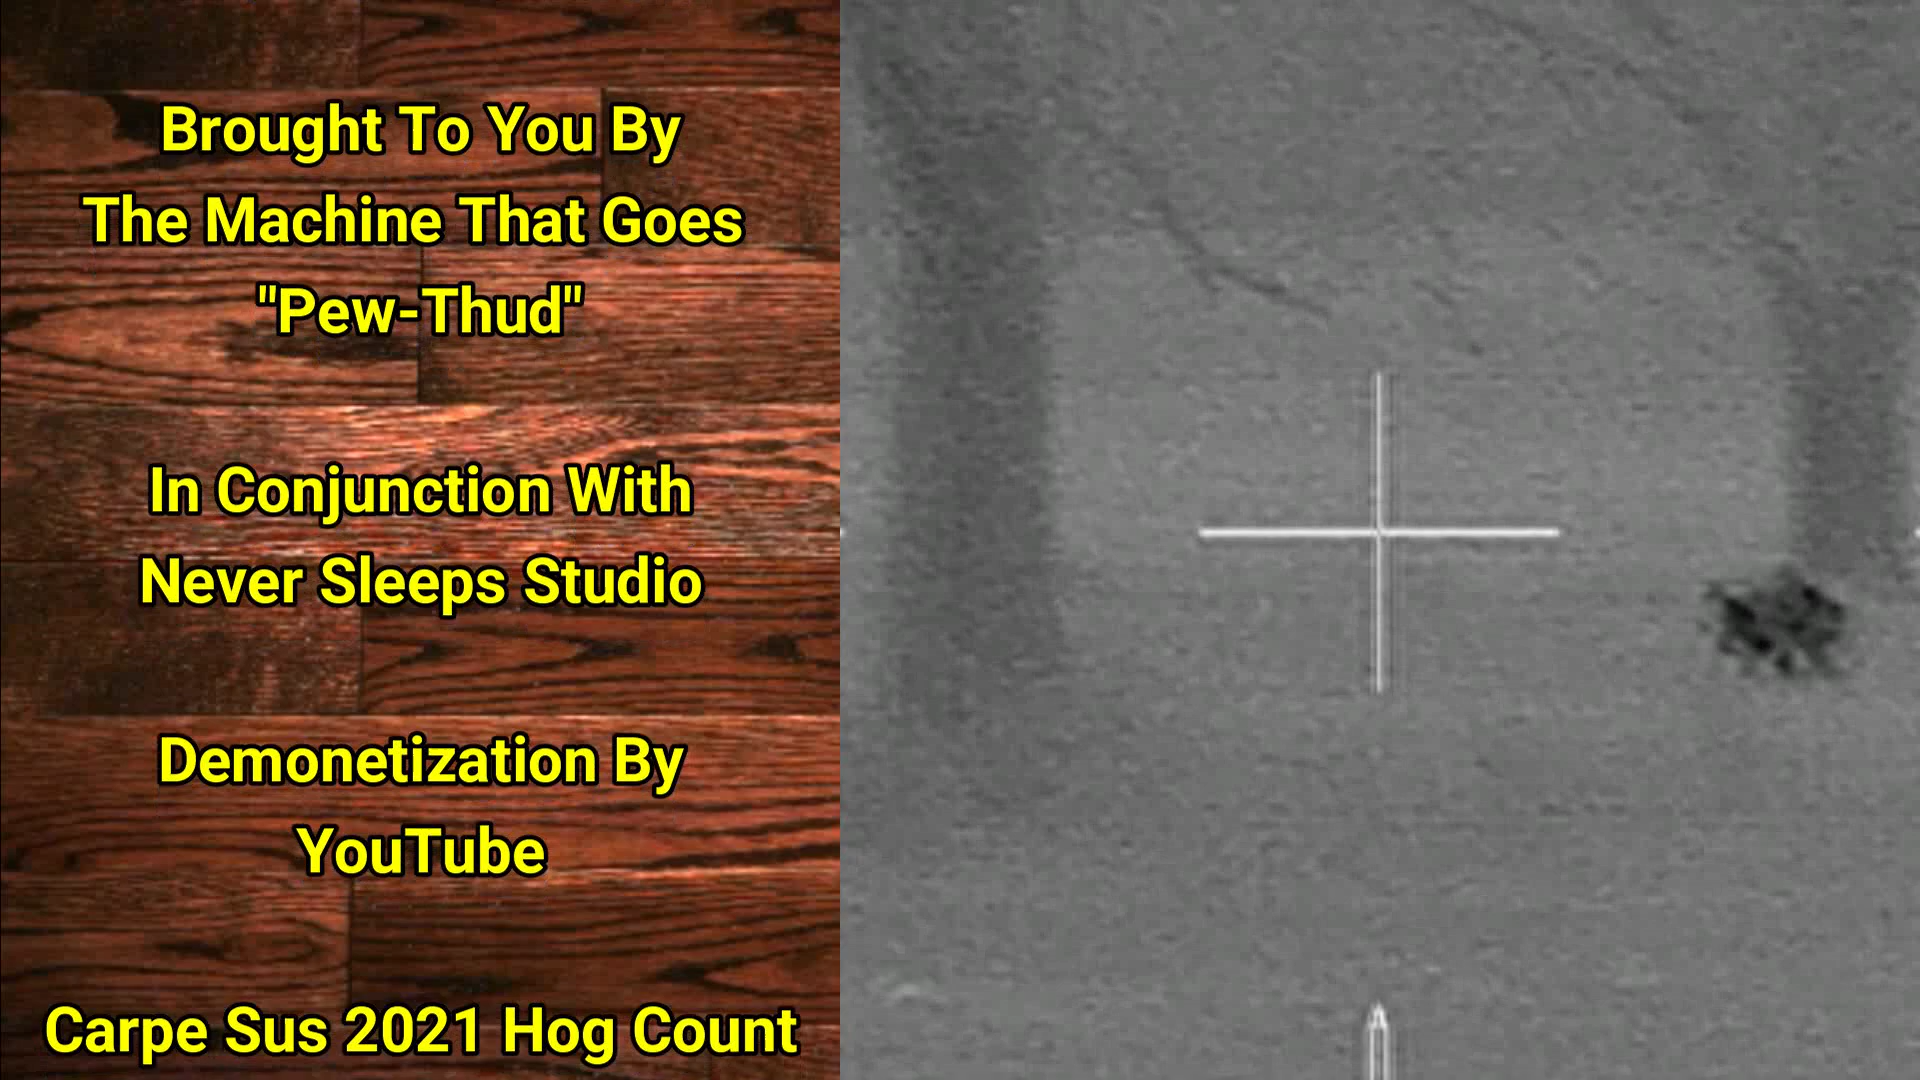 Brought To You By
The Machine That Goes
"Pew-Thud"
In Conjunction With
Never Sleeps Studio
Demonetization By
YouTube
Carpe Sus 2021 Hog Count